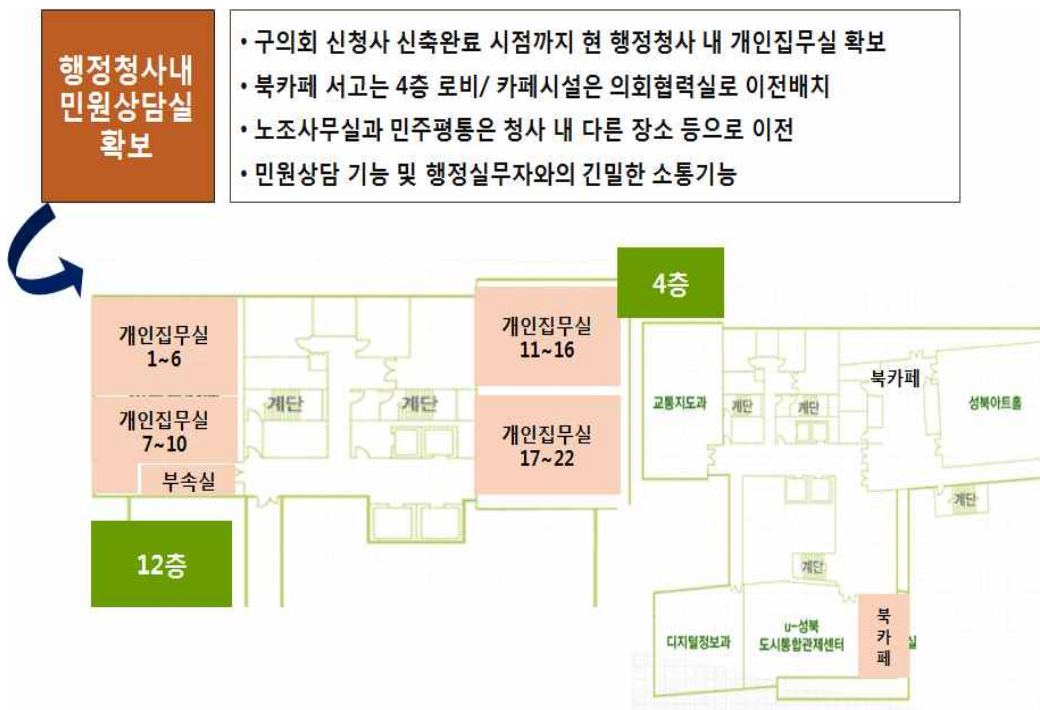 행정청사내
민원상담실
확보
• 구의회 신청사 신축완료 시점까지 현 행정청사 내 개인집무실 확보
• 북카페 서고는 4층 로비/ 카페시설은 의회협력실로 이전배치
• 노조사무실과 민주평통은 청사 내 다른 장소 등으로 이전
• 민원상담 기능 및 행정실무자와의 긴밀한 소통기능
4층
개인집무실
1~6
개인집무실
11~16
계단
계단
개인집무실
7~10
개인집무실
17~22
부속실
12층
북카페
교통지도과
계단
계단
성북아트홀
계단
계단
디지털정보과
u-성북
도시통합관제센터
북
카
페
실